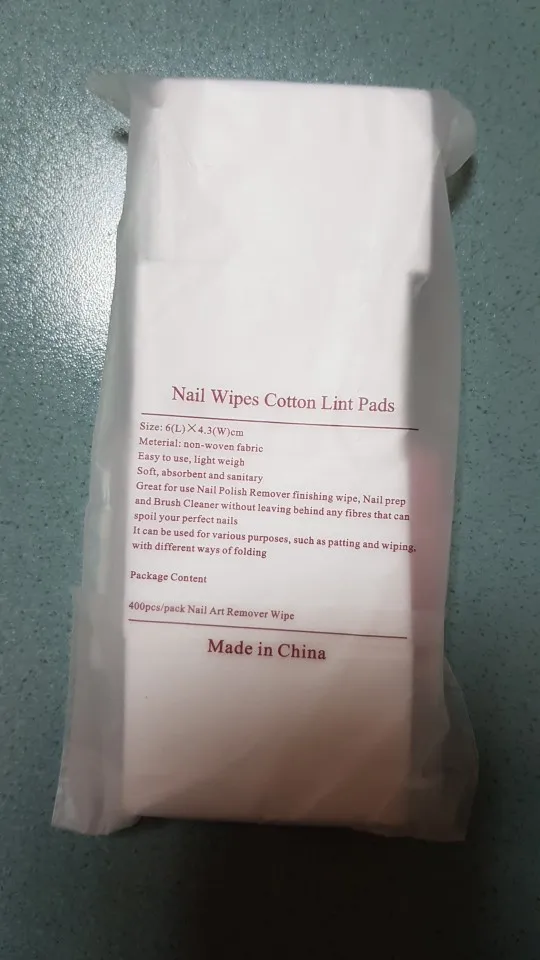 Nail Wipes Cotton Lint Pads
Size: 6(L)×4.3(W)cm
Meterial: non-woven fabric
Easy to use, light weigh
Soft, absorbent and sanitary
Great for use Nail Polish Remover finishing wipe, Nail prep
and Brush Cleaner without leaving behind any fibres that can
spoil your perfect nails
It can be used for various purposes, such as patting and wiping,
with different ways of folding
Package Content
400pcs/pack Nail Art Remover Wipe
Made in China